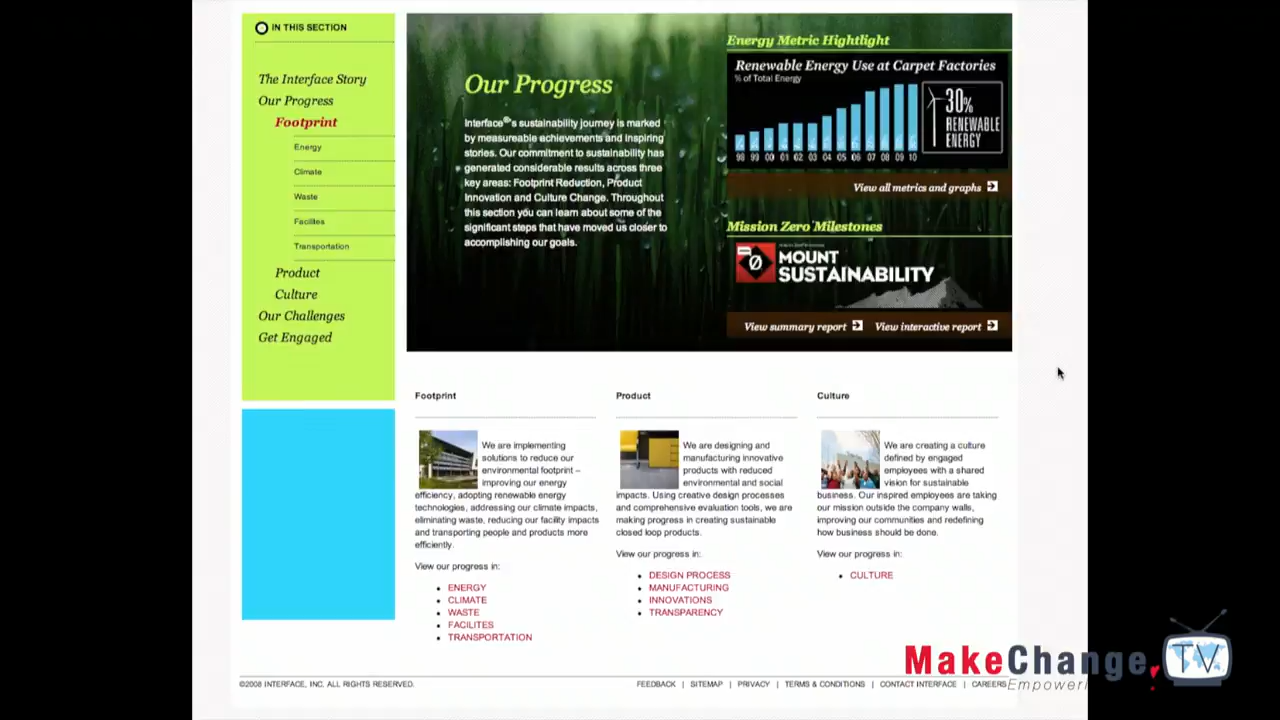 IN THIS SECTION
The Interface Story
Our Progress
Footprint
Energy
Climate
Waste
Facilities
Transportation
Product
Culture
Our Challenges
Get Engaged
Our Progress
Interface®'s sustainability journey is marked
by measureable achievements and inspiring
stories. Our commitment to sustainability has
generated considerable results across three
key areas: Footprint Reduction, Product
Innovation and Culture Change. Throughout
this section you can learn about some of the
significant steps that have moved us closer to
accomplishing our goals.
Energy Metric Hightlight
Renewable Energy Use at Carpet Factories
% of Total Energy
98 99 00 01 02 03 04 05 06 07 08 09 10
30%
RENEWABLE
ENERGY
View all metrics and graphs
Mission Zero Milestones
MOUNT
SUSTAINABILITY
View summary report View interactive report
Footprint
We are implementing
solutions to reduce our
environmental footprint –
improving our energy
efficiency, adopting renewable energy
technologies, addressing our climate impacts,
eliminating waste, reducing our facility impacts
and transporting people and products more
efficiently.
View our progress in:
• ENERGY
• CLIMATE
• WASTE
• FACILITES
• TRANSPORTATION
Product
We are designing and
manufacturing innovative
products with reduced
environmental and social
impacts. Using creative design processes
and comprehensive evaluation tools, we are
making progress in creating sustainable
closed loop products.
View our progress in:
• DESIGN PROCESS
• MANUFACTURING
• INNOVATIONS
• TRANSPARENCY
Culture
We are creating a culture
defined by engaged
employees with a shared
vision for sustainable
business. Our inspired employees are taking
our mission outside the company walls,
improving our communities and redefining
how business should be done.
View our progress in:
• CULTURE
©2008 INTERFACE, INC. ALL RIGHTS RESERVED.
FEEDBACK | SITEMAP | PRIVACY | TERMS & CONDITIONS | CONTACT INTERFACE | CAREERS
MakeChange TV
Empoweri